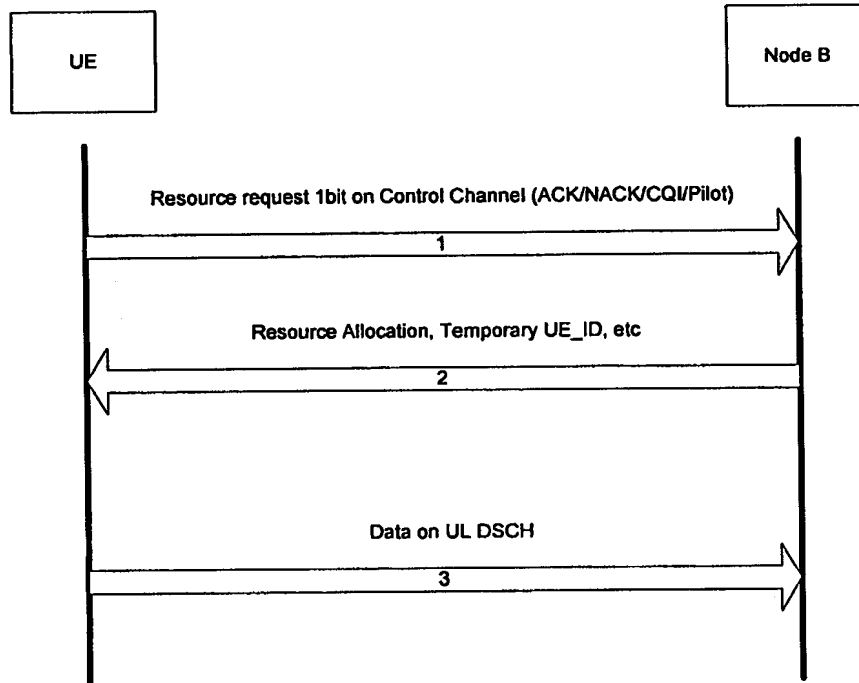 UE
Node B
Resource request 1bit on Control Channel (ACK/NACK/CQI/Pilot)
1
Resource Allocation, Temporary UE_ID, etc
2
Data on UL DSCH
3